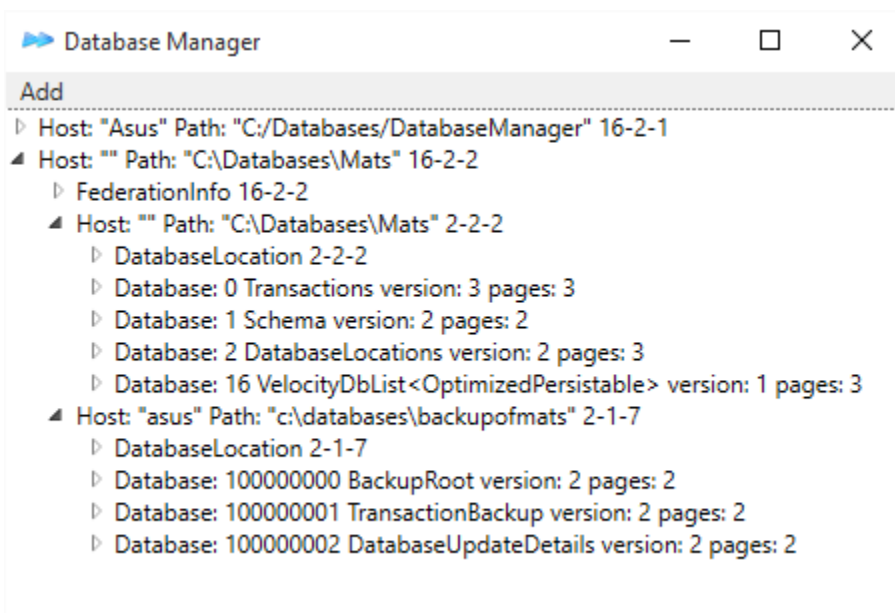 Database Manager
Add
Host: "Asus" Path: "C:/Databases/DatabaseManager" 16-2-1
Host: "" Path: "C:\Databases\Mats" 16-2-2
FederationInfo 16-2-2
Host: "" Path: "C:\Databases\Mats" 2-2-2
DatabaseLocation 2-2-2
Database: 0 Transactions version: 3 pages: 3
Database: 1 Schema version: 2 pages: 2
Database: 2 DatabaseLocations version: 2 pages: 3
Database: 16 VelocityDbList<OptimizedPersistable> version: 1 pages: 3
Host: "asus" Path: "c:\databases\backupofmats" 2-1-7
DatabaseLocation 2-1-7
Database: 100000000 BackupRoot version: 2 pages: 2
Database: 100000001 TransactionBackup version: 2 pages: 2
Database: 100000002 DatabaseUpdateDetails version: 2 pages: 2